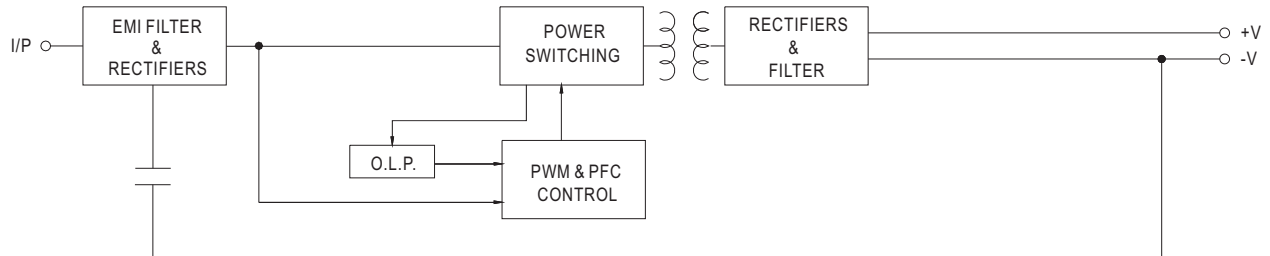 I/P
EMI FILTER
&
RECTIFIERS
POWER
SWITCHING
RECTIFIERS
&
FILTER
+V
-V
O.L.P.
PWM & PFC
CONTROL